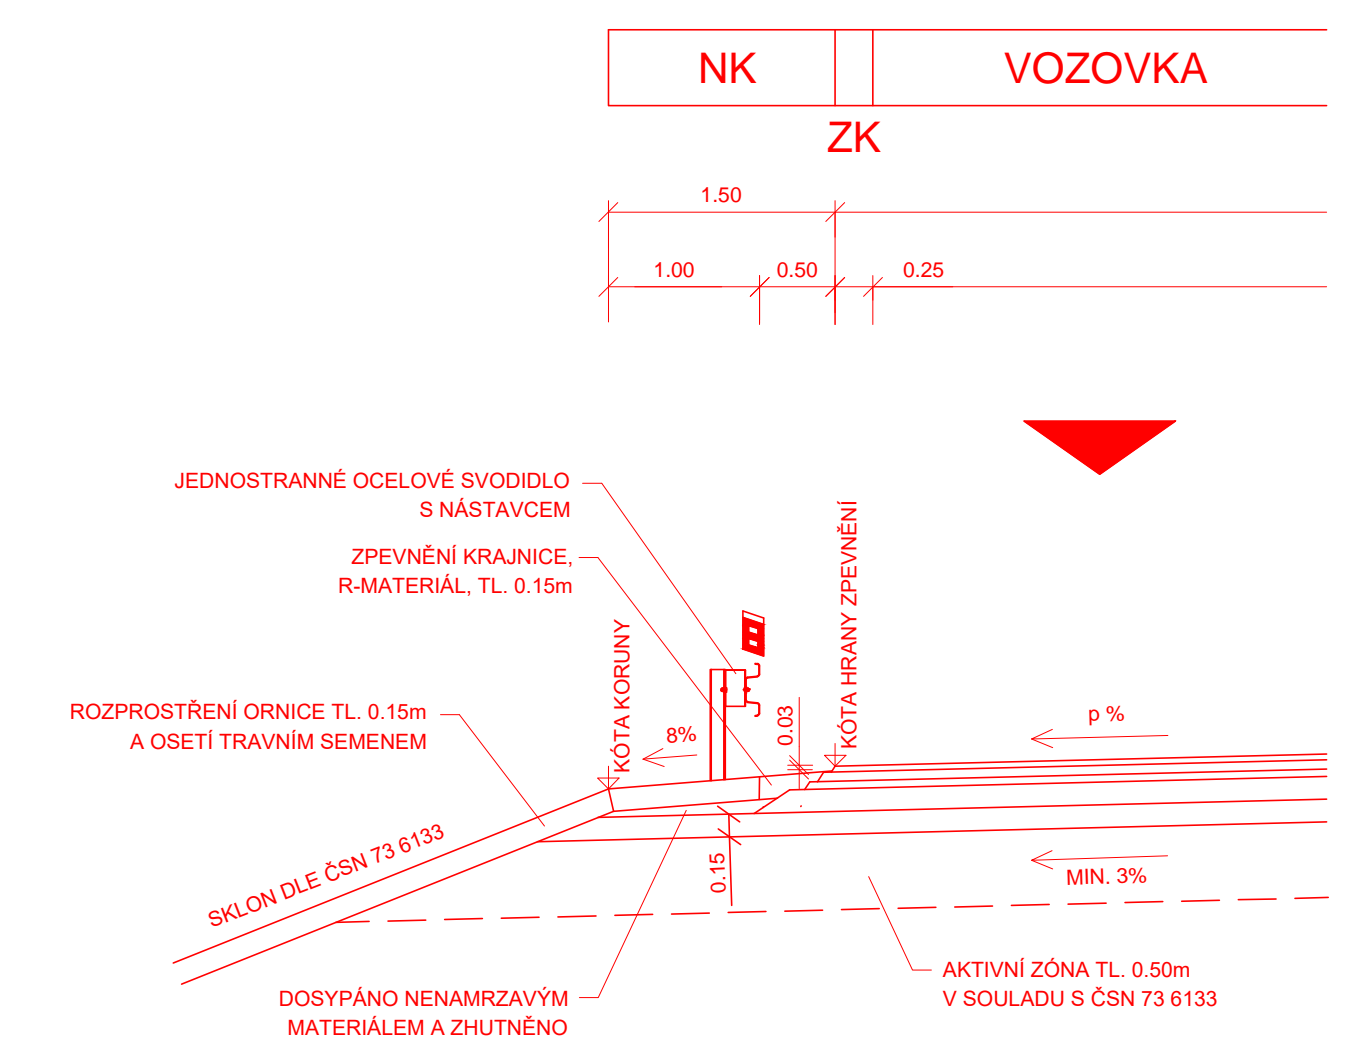 NK
VOZOVKA
ZK
1.50
1.00
0.50
0.25
JEDNOSTRANNÉ OCELOVÉ SVODIDLO
S NÁSTAVCEM
ZPEVNĚNÍ KRAJNICE,
R-MATERIÁL, TL. 0.15m
KÓTA HRANY ZPEVNĚNÍ
KÓTA KORUNY
ROZPROSTŘENÍ ORNICE TL. 0.15m
A OSETÍ TRAVNÍM SEMENEM
8%
0.03
p %
SKLON DLE ČSN 73 6133
0.15
MIN. 3%
AKTIVNÍ ZÓNA TL. 0.50m
V SOULADU S ČSN 73 6133
DOSYPÁNO NENAMRZAVÝM
MATERIÁLEM A ZHUTNĚNO